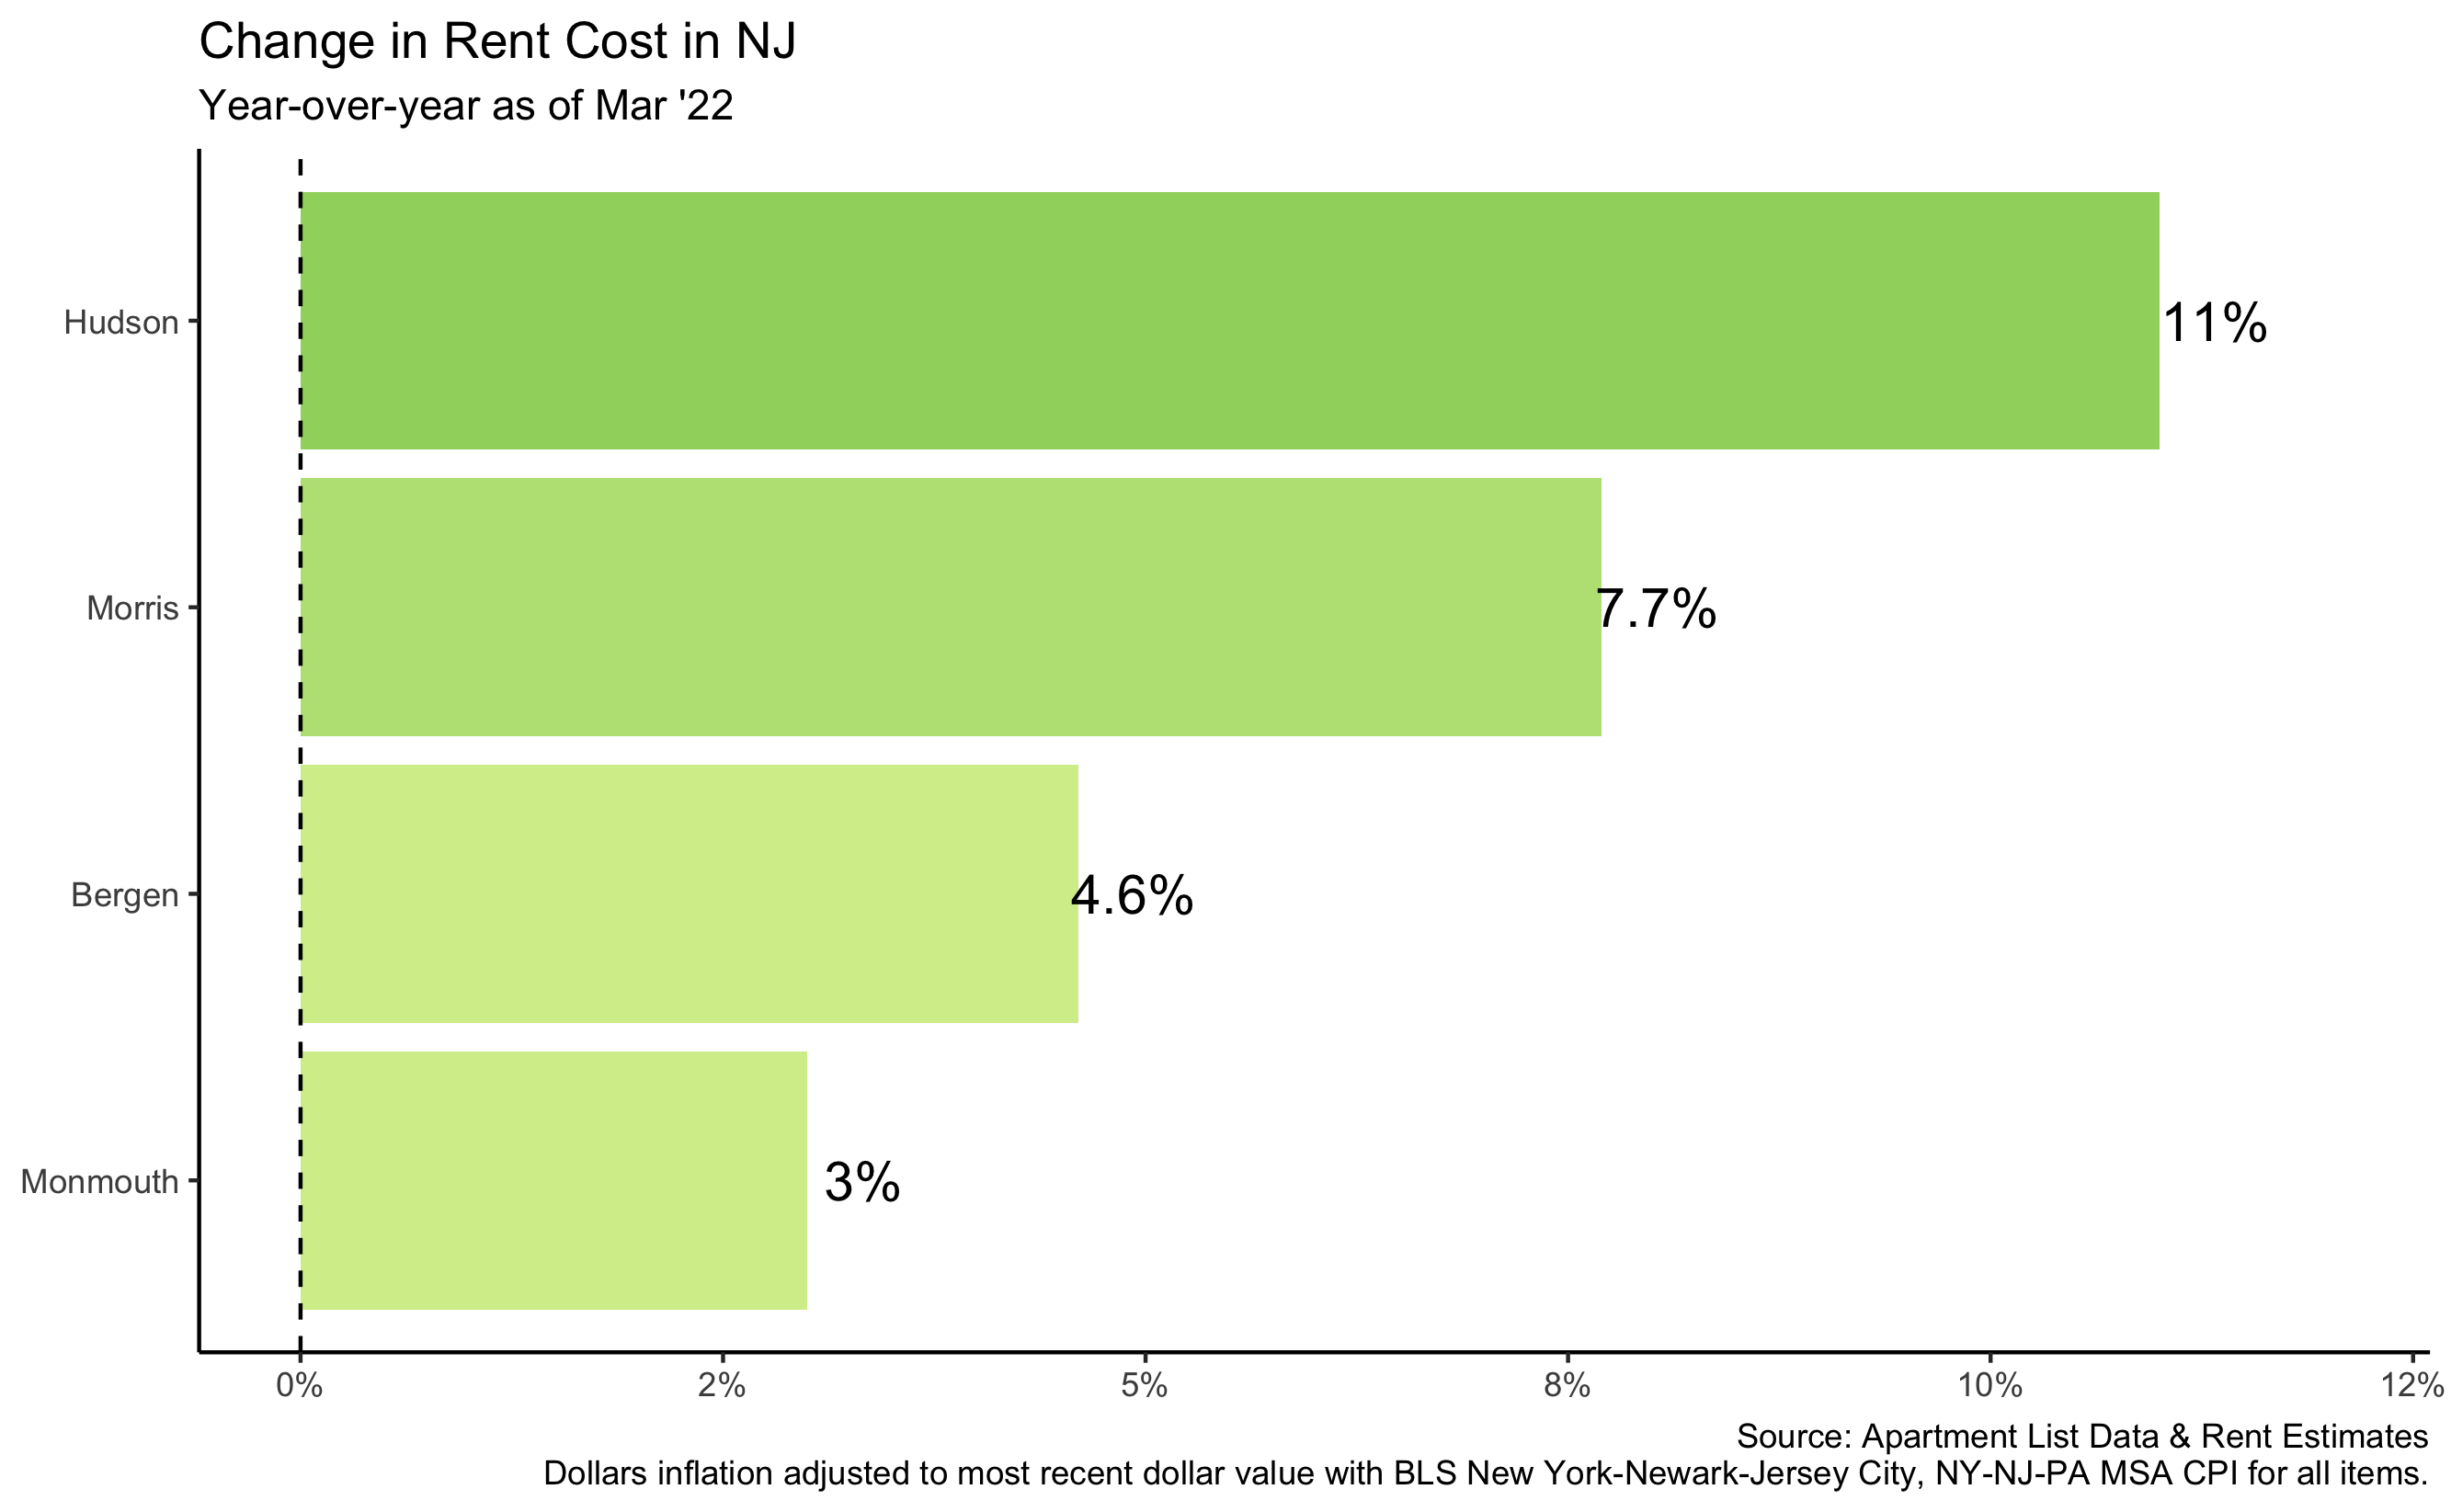 Change in Rent Cost in NJ
Year-over-year as of Mar '22
Hudson
11%
Morris
7.7%
Bergen
4.6%
Monmouth
3%
0% 2% 5% 8% 10% 12%
Source: Apartment List Data & Rent Estimates
Dollars inflation adjusted to most recent dollar value with BLS New York-Newark-Jersey City, NY-NJ-PA MSA CPI for all items.